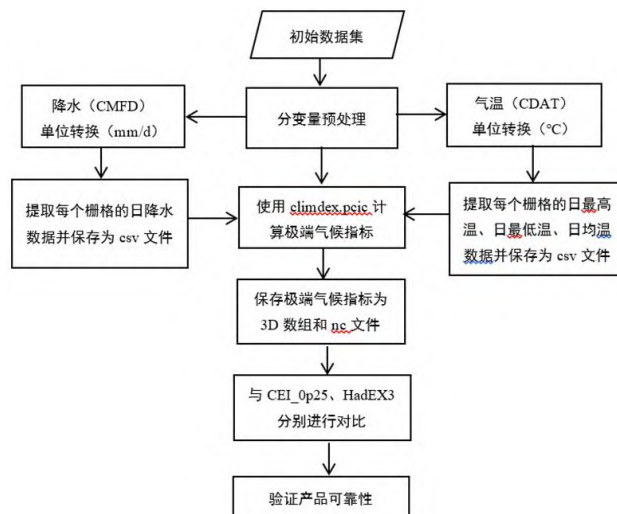 初始数据集
降水（CMFD）
单位转换（mm/d）
分变量预处理
气温（CDAT）
单位转换（℃）
提取每个栅格的日降水
数据并保存为 csv 文件
使用 climdex.pcic 计
算极端气候指标
提取每个栅格的日最高
温、日最低温、日均温
数据并保存为 csv 文件
保存极端气候指标为
3D 数组和 nc 文件
与 CEI_0p25、HadEX3
分别进行对比
验证产品可靠性